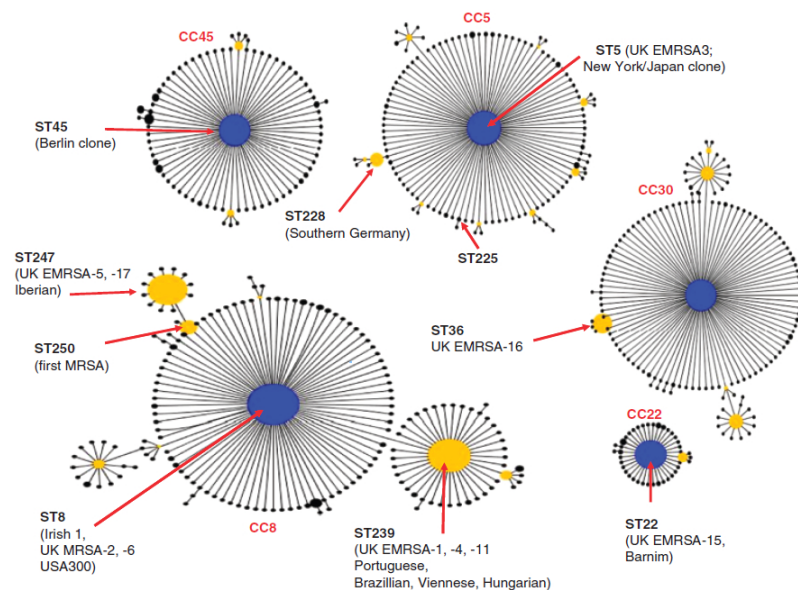 CC45
CC5
ST5 (UK EMRSA3;
New York/Japan clone)
ST45
(Berlin clone)
CC30
ST228
(Southern Germany)
ST225
ST247
(UK EMRSA-5, -17
Iberian)
ST36
UK EMRSA-16
ST250
(first MRSA)
CC22
CC8
ST8
(Irish 1,
UK MRSA-2, -6
USA300)
ST239
(UK EMRSA-1, -4, -11
Portuguese,
Brazillian, Viennese, Hungarian)
ST22
(UK EMRSA-15,
Barnim)